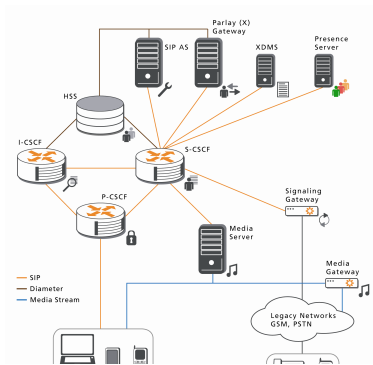 Parlay (X)
Gateway
Presence
Server
SIP AS
XDMS
HSS
I-CSCF
S-CSCF
P-CSCF
Signaling
Gateway
Media
Server
Media
Gateway
SIP
Diameter
Media Stream
Legacy Networks
GSM, PSTN